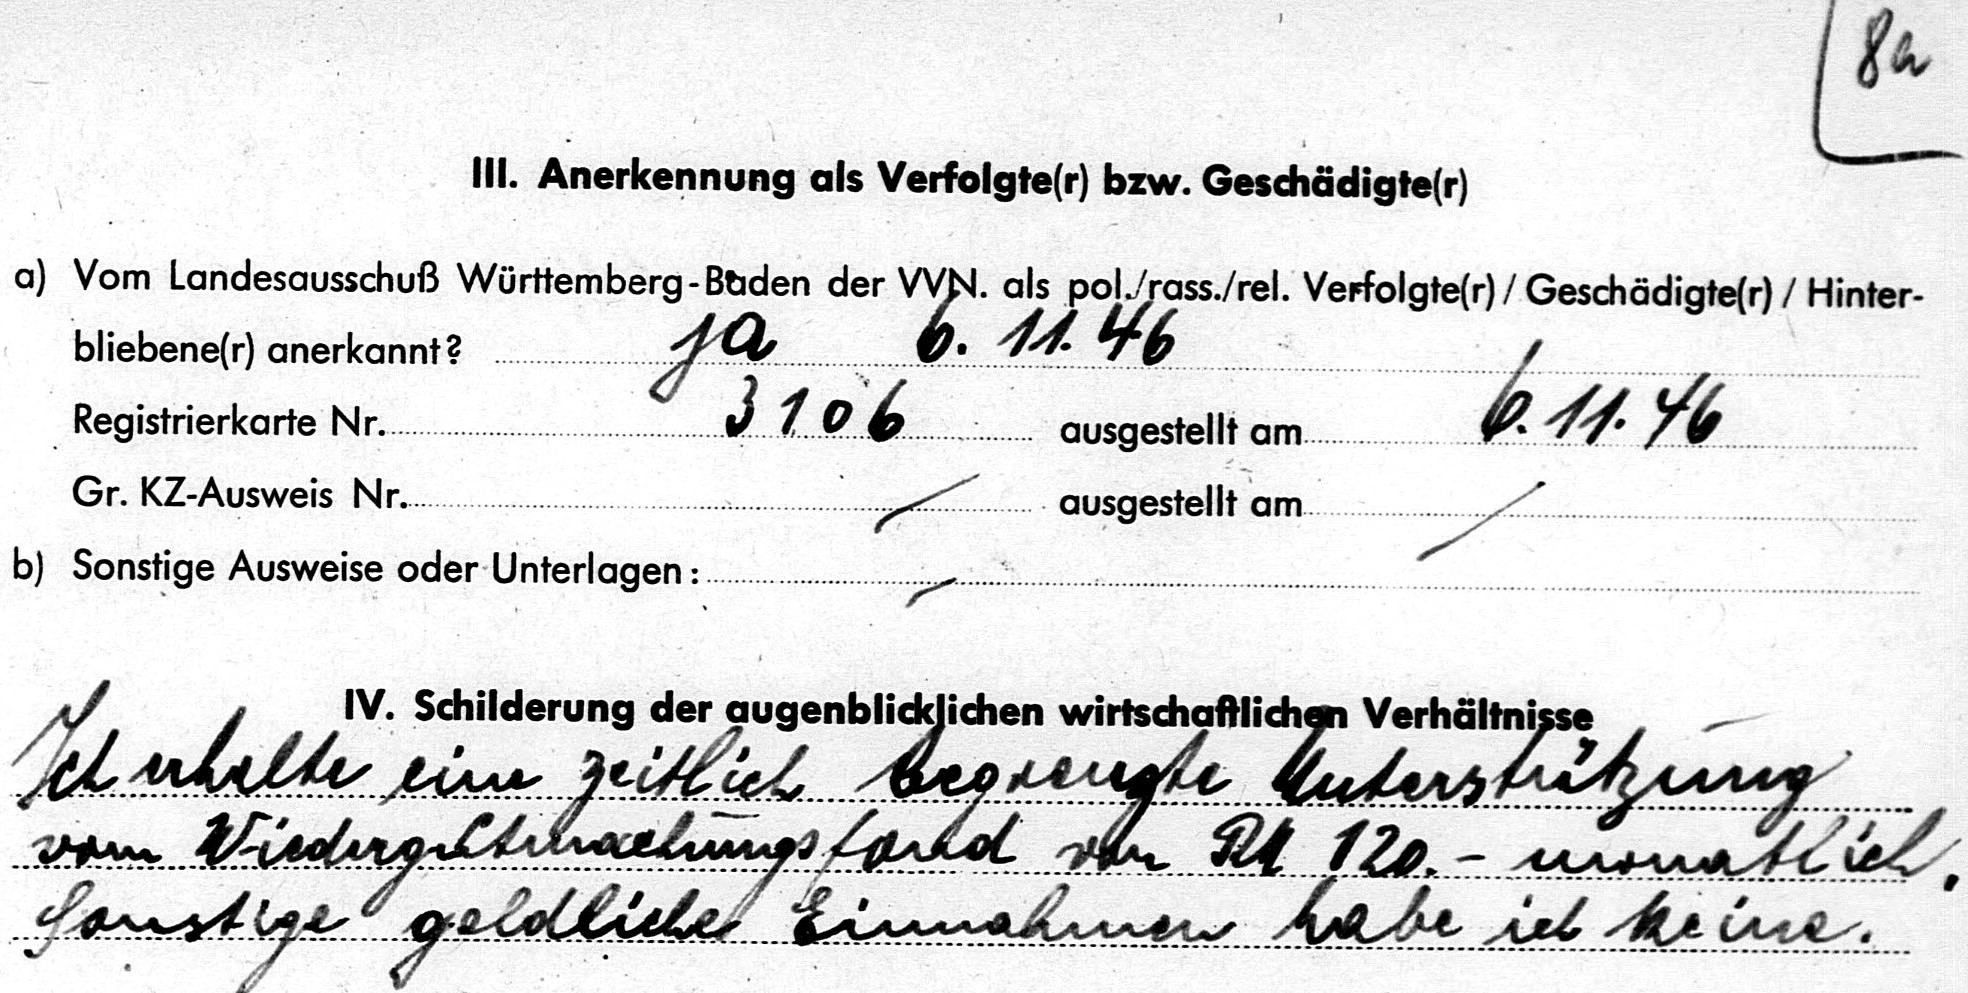 8a
III. Anerkennung als Verfolgte(r) bzw. Geschädigte(r)
a) Vom Landesausschuß Württemberg-Baden der VVN. als pol./rass./rel. Verfolgte(r) / Geschädigte(r) / Hinter-
bliebene(r) anerkannt? ja 6. 11. 46
Registrierkarte Nr. 3106 ausgestellt am 6. 11. 46
Gr. KZ-Ausweis Nr. / ausgestellt am /
b) Sonstige Ausweise oder Unterlagen: /
IV. Schilderung der augenblicklichen wirtschaftlichen Verhältnisse
Ich erhalte eine zeitlich begrenzte Unterstützung
vom Wiedergutmachungsfond von RM 120.- monatlich.
Sonstige geldliche Einnahmen habe ich keine.